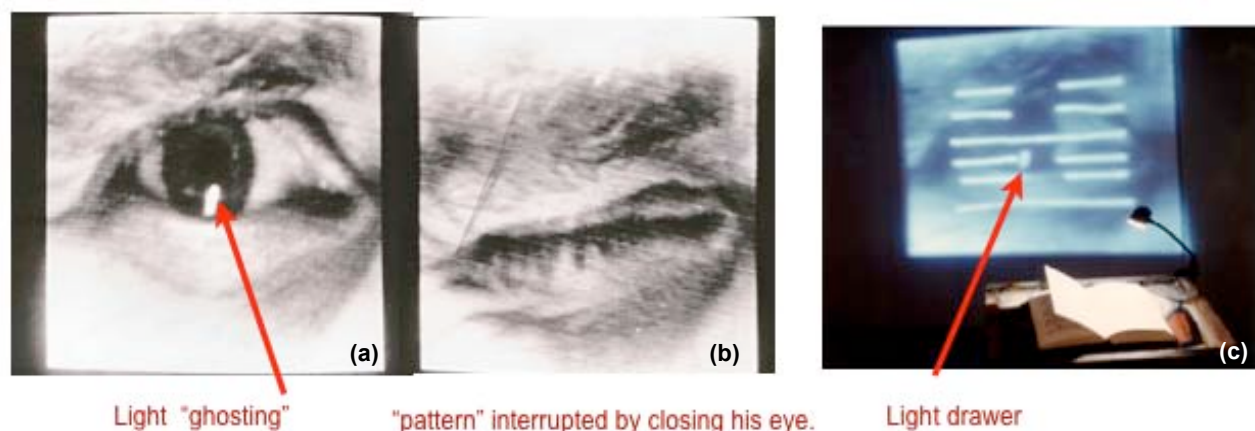 (a)
(b)
(c)
Light “ghosting”
“pattern” interrupted by closing his eye.
Light drawer